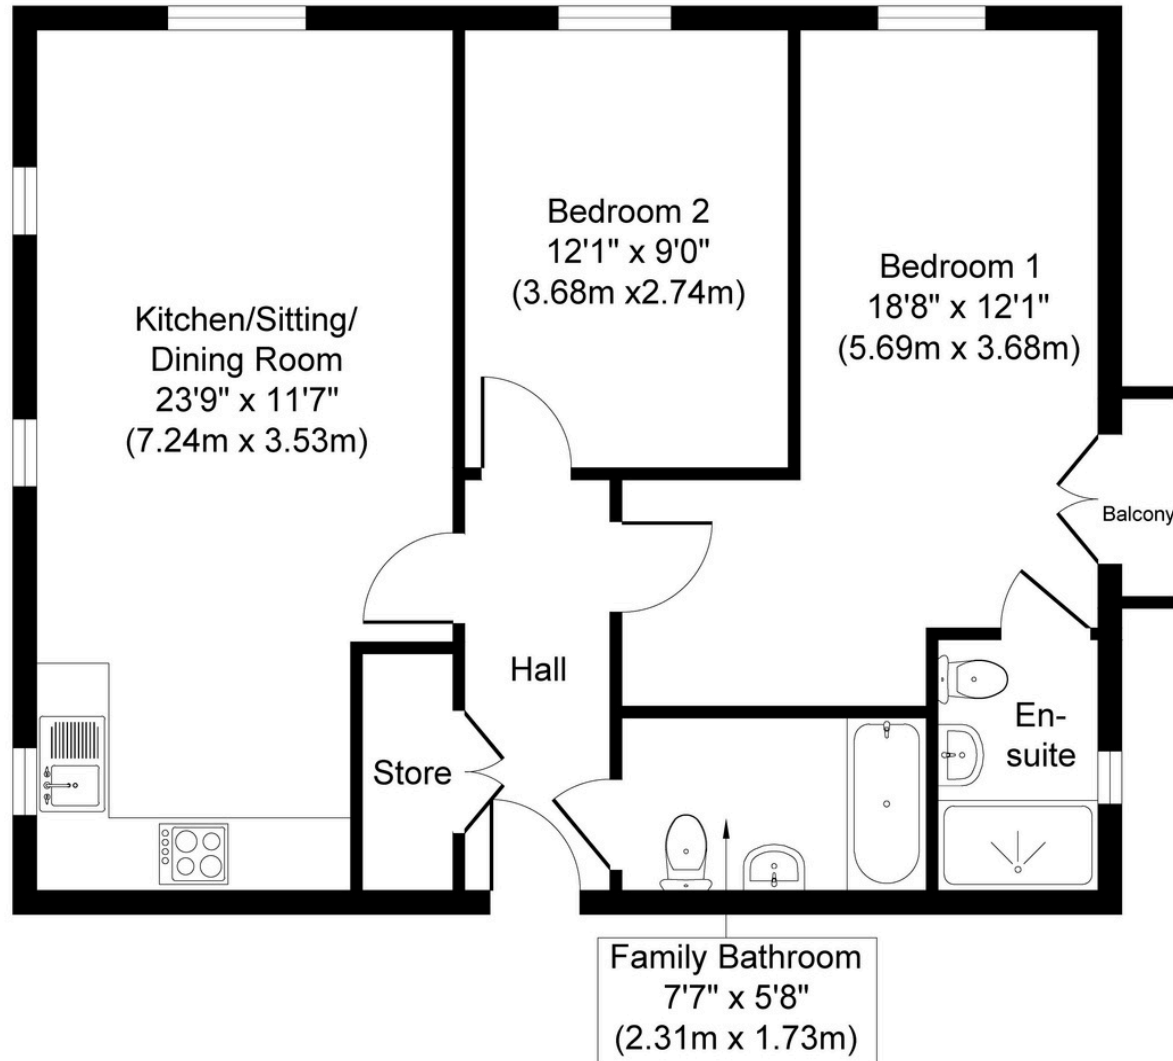 Bedroom 2
12'1" x 9'0"
(3.68m x2.74m)
Bedroom 1
18'8" x 12'1"
(5.69m x 3.68m)
Kitchen/Sitting/
Dining Room
23'9" x 11'7"
(7.24m x 3.53m)
Balcony
Hall
En-
suite
Store
Family Bathroom
7'7" x 5'8"
(2.31m x 1.73m)